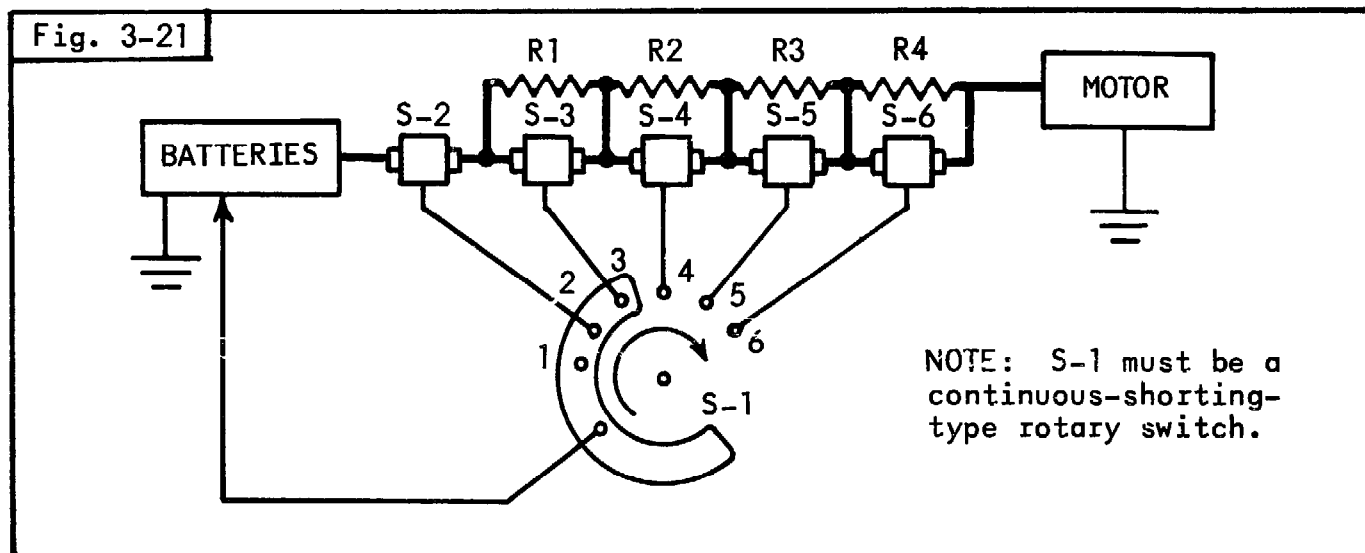 Fig. 3-21
R1 R2 R3 R4
MOTOR
S-2 S-3 S-4 S-5 S-6
BATTERIES
1 2 3 4 5 6
S-1
NOTE: S-1 must be a
continuous-shorting-
type rotary switch.